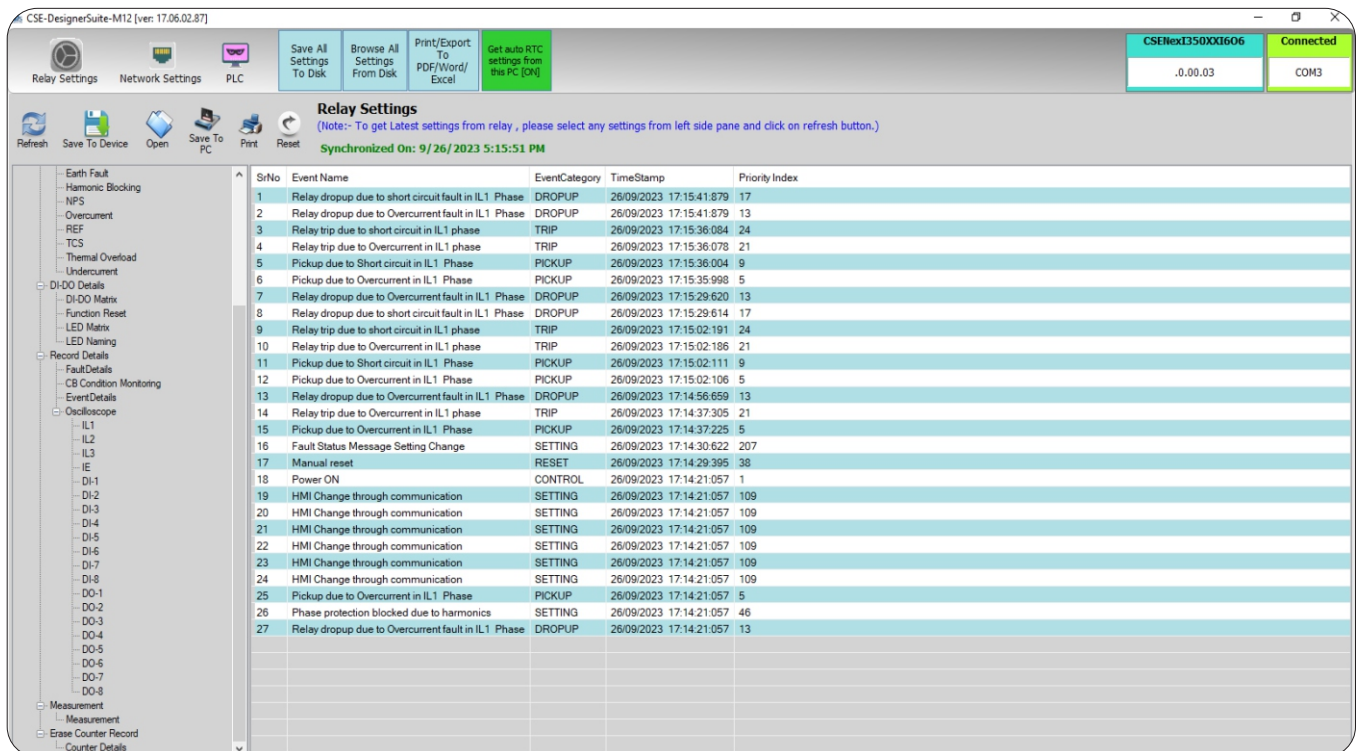 CSE-DesignerSuite-M12 [ver: 17.06.02.87]
Relay Settings
Network Settings
PLC
Save All
Settings
To Disk
Browse All
Settings
From Disk
Print/Export
To
PDF/Word/
Excel
Get auto RTC
settings from
this PC [ON]
CSENexI350XXI6O6
.0.00.03
Connected
COM3
Refresh
Save To Device
Open
Save To
PC
Print
Reset
Relay Settings
(Note:- To get Latest settings from relay , please select any settings from left side pane and click on refresh button.)
Synchronized On: 9/26/2023 5:15:51 PM
Earth Fault
Harmonic Blocking
NPS
Overcurrent
REF
TCS
Thermal Overload
Undercurrent
DI-DO Details
DI-DO Matrix
Function Reset
LED Matrix
LED Naming
Record Details
FaultDetails
CB Condition Monitoring
EventDetails
Oscilloscope
IL1
IL2
IL3
IE
DI-1
DI-2
DI-3
DI-4
DI-5
DI-6
DI-7
DI-8
DO-1
DO-2
DO-3
DO-4
DO-5
DO-6
DO-7
DO-8
Measurement
Measurement
Erase Counter Record
Counter Details
SrNo Event Name EventCategory TimeStamp Priority Index
1 Relay dropup due to short circuit fault in IL1 Phase DROPUP 26/09/2023 17:15:41:879 17
2 Relay dropup due to Overcurrent fault in IL1 Phase DROPUP 26/09/2023 17:15:41:879 13
3 Relay trip due to short circuit in IL1 phase TRIP 26/09/2023 17:15:36:084 24
4 Relay trip due to Overcurrent in IL1 phase TRIP 26/09/2023 17:15:36:078 21
5 Pickup due to Short circuit in IL1 Phase PICKUP 26/09/2023 17:15:36:004 9
6 Pickup due to Overcurrent in IL1 Phase PICKUP 26/09/2023 17:15:35:998 5
7 Relay dropup due to Overcurrent fault in IL1 Phase DROPUP 26/09/2023 17:15:29:620 13
8 Relay dropup due to short circuit fault in IL1 Phase DROPUP 26/09/2023 17:15:29:614 17
9 Relay trip due to short circuit in IL1 phase TRIP 26/09/2023 17:15:02:191 24
10 Relay trip due to Overcurrent in IL1 phase TRIP 26/09/2023 17:15:02:186 21
11 Pickup due to Short circuit in IL1 Phase PICKUP 26/09/2023 17:15:02:111 9
12 Pickup due to Overcurrent in IL1 Phase PICKUP 26/09/2023 17:15:02:106 5
13 Relay dropup due to Overcurrent fault in IL1 Phase DROPUP 26/09/2023 17:14:56:659 13
14 Relay trip due to Overcurrent in IL1 phase TRIP 26/09/2023 17:14:37:305 21
15 Pickup due to Overcurrent in IL1 Phase PICKUP 26/09/2023 17:14:37:225 5
16 Fault Status Message Setting Change SETTING 26/09/2023 17:14:30:622 207
17 Manual reset RESET 26/09/2023 17:14:29:395 38
18 Power ON CONTROL 26/09/2023 17:14:21:057 1
19 HMI Change through communication SETTING 26/09/2023 17:14:21:057 109
20 HMI Change through communication SETTING 26/09/2023 17:14:21:057 109
21 HMI Change through communication SETTING 26/09/2023 17:14:21:057 109
22 HMI Change through communication SETTING 26/09/2023 17:14:21:057 109
23 HMI Change through communication SETTING 26/09/2023 17:14:21:057 109
24 HMI Change through communication SETTING 26/09/2023 17:14:21:057 109
25 Pickup due to Overcurrent in IL1 Phase PICKUP 26/09/2023 17:14:21:057 5
26 Phase protection blocked due to harmonics SETTING 26/09/2023 17:14:21:057 46
27 Relay dropup due to Overcurrent fault in IL1 Phase DROPUP 26/09/2023 17:14:21:057 13